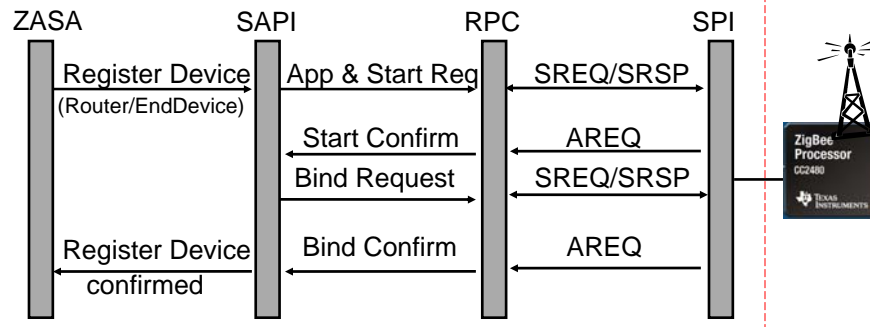 ZASA SAPI RPC SPI
Register Device App & Start Req SREQ/SRSP
(Router/EndDevice)
Start Confirm AREQ
Bind Request SREQ/SRSP
Register Device Bind Confirm AREQ
confirmed
ZigBee
Processor
CC2480
TEXAS
INSTRUMENTS